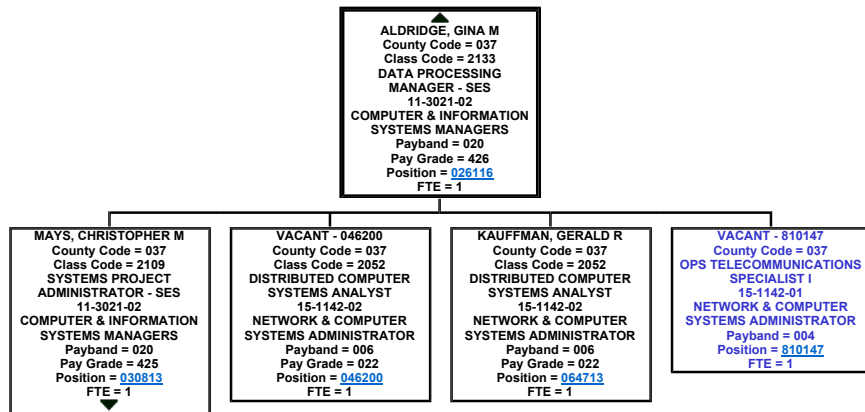 ALDRIDGE, GINA M
County Code = 037
Class Code = 2133
DATA PROCESSING
MANAGER - SES
11-3021-02
COMPUTER & INFORMATION
SYSTEMS MANAGERS
Payband = 020
Pay Grade = 426
Position = 026116
FTE = 1
MAYS, CHRISTOPHER M
County Code = 037
Class Code = 2109
SYSTEMS PROJECT
ADMINISTRATOR - SES
11-3021-02
COMPUTER & INFORMATION
SYSTEMS MANAGERS
Payband = 020
Pay Grade = 425
Position = 030813
FTE = 1
VACANT - 046200
County Code = 037
Class Code = 2052
DISTRIBUTED COMPUTER
SYSTEMS ANALYST
15-1142-02
NETWORK & COMPUTER
SYSTEMS ADMINISTRATOR
Payband = 006
Pay Grade = 022
Position = 046200
FTE = 1
KAUFFMAN, GERALD R
County Code = 037
Class Code = 2052
DISTRIBUTED COMPUTER
SYSTEMS ANALYST
15-1142-02
NETWORK & COMPUTER
SYSTEMS ADMINISTRATOR
Payband = 006
Pay Grade = 022
Position = 064713
FTE = 1
VACANT - 810147
County Code = 037
OPS TELECOMMUNICATIONS
SPECIALIST I
15-1142-01
NETWORK & COMPUTER
SYSTEMS ADMINISTRATOR
Payband = 004
Position = 810147
FTE = 1